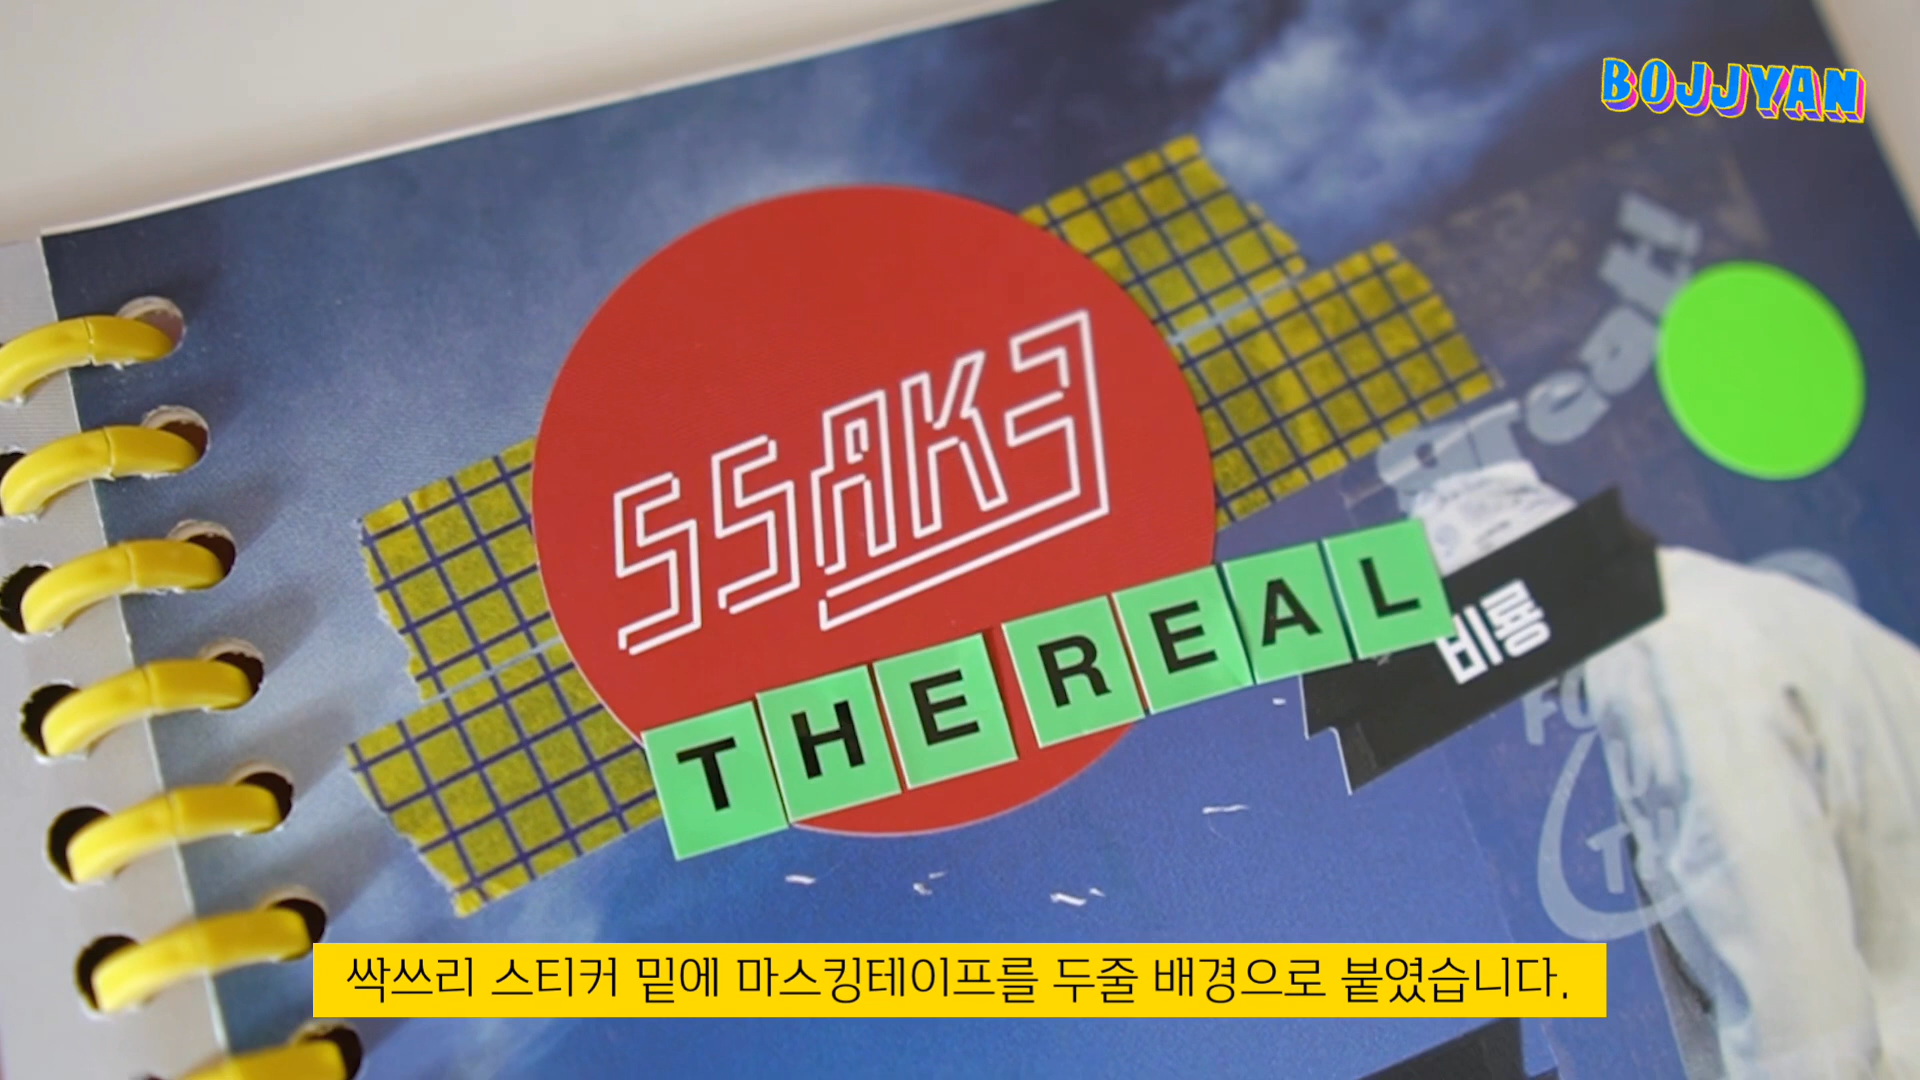 BOJJYAN
Great!
SSAK3
THE REAL
비룡
싹쓰리 스티커 밑에 마스킹테이프를 두줄 배경으로 붙였습니다.